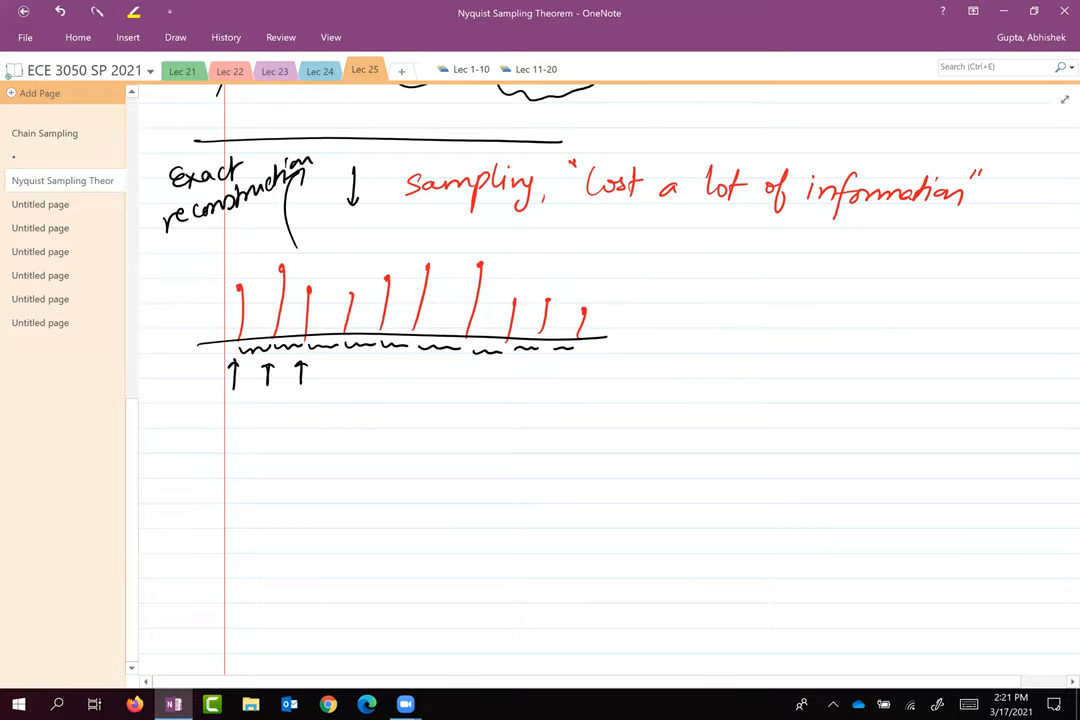 Nyquist Sampling Theorem - OneNote
File Home Insert Draw History Review View
Gupta, Abhishek
ECE 3050 SP 2021
Lec 21 Lec 22 Lec 23 Lec 24 Lec 25 Lec 1-10 Lec 11-20
Search (Ctrl+E)
Add Page
Chain Sampling
Nyquist Sampling Theor
Untitled page
Untitled page
Untitled page
Untitled page
Untitled page
Untitled page
Exact
reconstruction
Sampling, "Lost a lot of information"
2:21 PM
3/17/2021